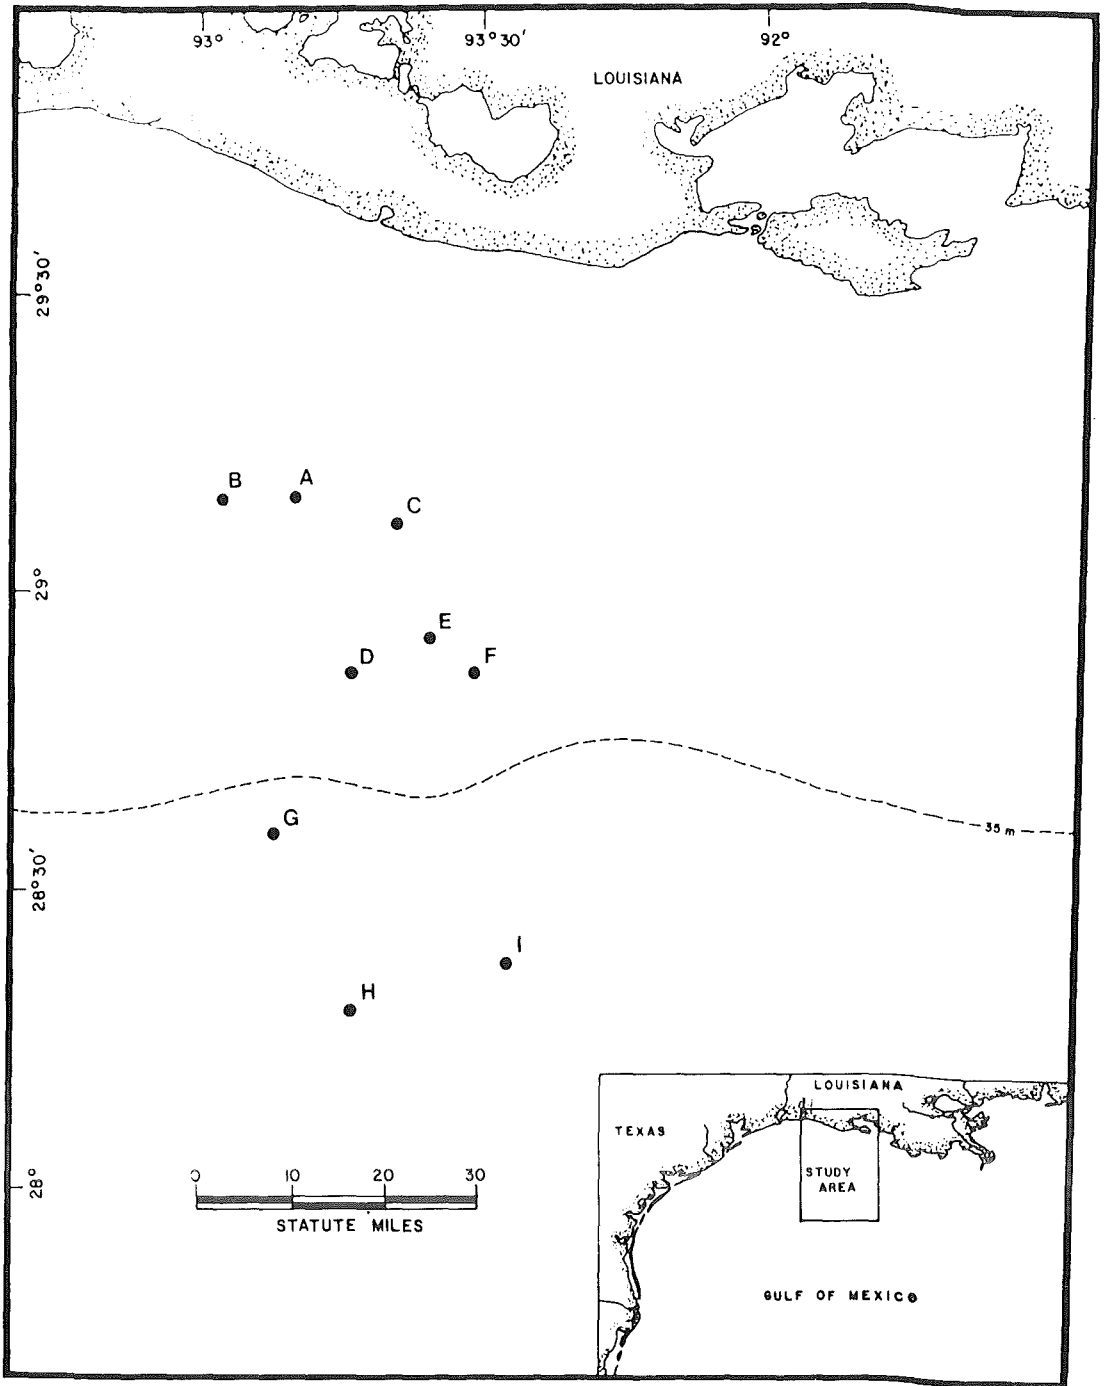 93° 93°30' 92°
LOUISIANA
29°30'
B A
C
29°
E
D F
35 m
G
28°30'
I
H
LOUISIANA
TEXAS
STUDY
AREA
28°
0 10 20 30
STATUTE MILES
GULF OF MEXICO